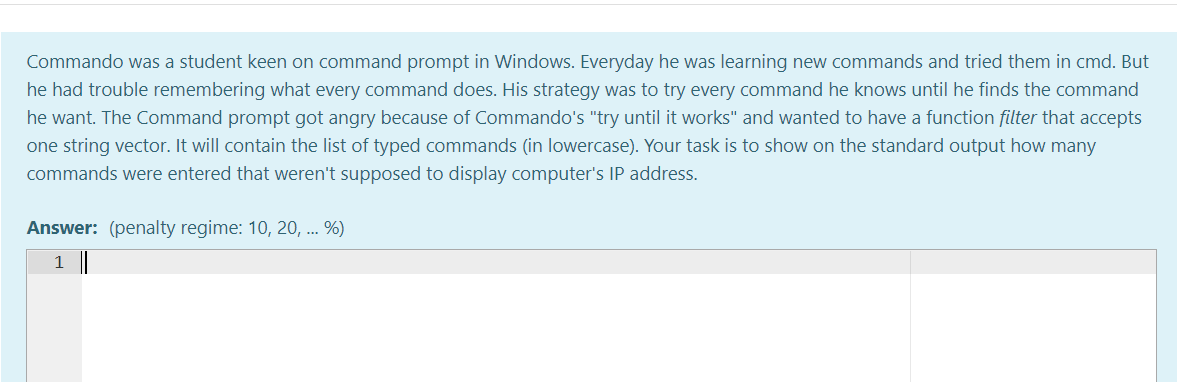 Commando was a student keen on command prompt in Windows. Everyday he was learning new commands and tried them in cmd. But
he had trouble remembering what every command does. His strategy was to try every command he knows until he finds the command
he want. The Command prompt got angry because of Commando's "try until it works" and wanted to have a function filter that accepts
one string vector. It will contain the list of typed commands (in lowercase). Your task is to show on the standard output how many
commands were entered that weren't supposed to display computer's IP address.
Answer: (penalty regime: 10, 20, ... %)
1